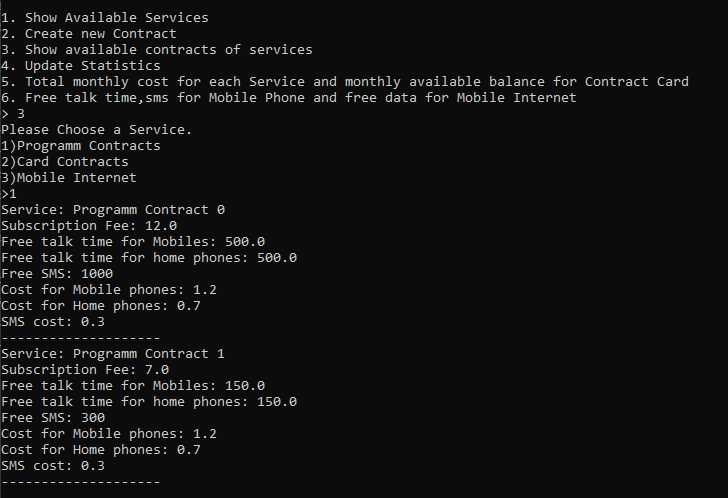 1. Show Available Services
2. Create new Contract
3. Show available contracts of services
4. Update Statistics
5. Total monthly cost for each Service and monthly available balance for Contract Card
6. Free talk time,sms for Mobile Phone and free data for Mobile Internet
> 3
Please Choose a Service.
1)Programm Contracts
2)Card Contracts
3)Mobile Internet
>1
Service: Programm Contract 0
Subscription Fee: 12.0
Free talk time for Mobiles: 500.0
Free talk time for home phones: 500.0
Free SMS: 1000
Cost for Mobile phones: 1.2
Cost for Home phones: 0.7
SMS cost: 0.3
--------------------
Service: Programm Contract 1
Subscription Fee: 7.0
Free talk time for Mobiles: 150.0
Free talk time for home phones: 150.0
Free SMS: 300
Cost for Mobile phones: 1.2
Cost for Home phones: 0.7
SMS cost: 0.3
--------------------